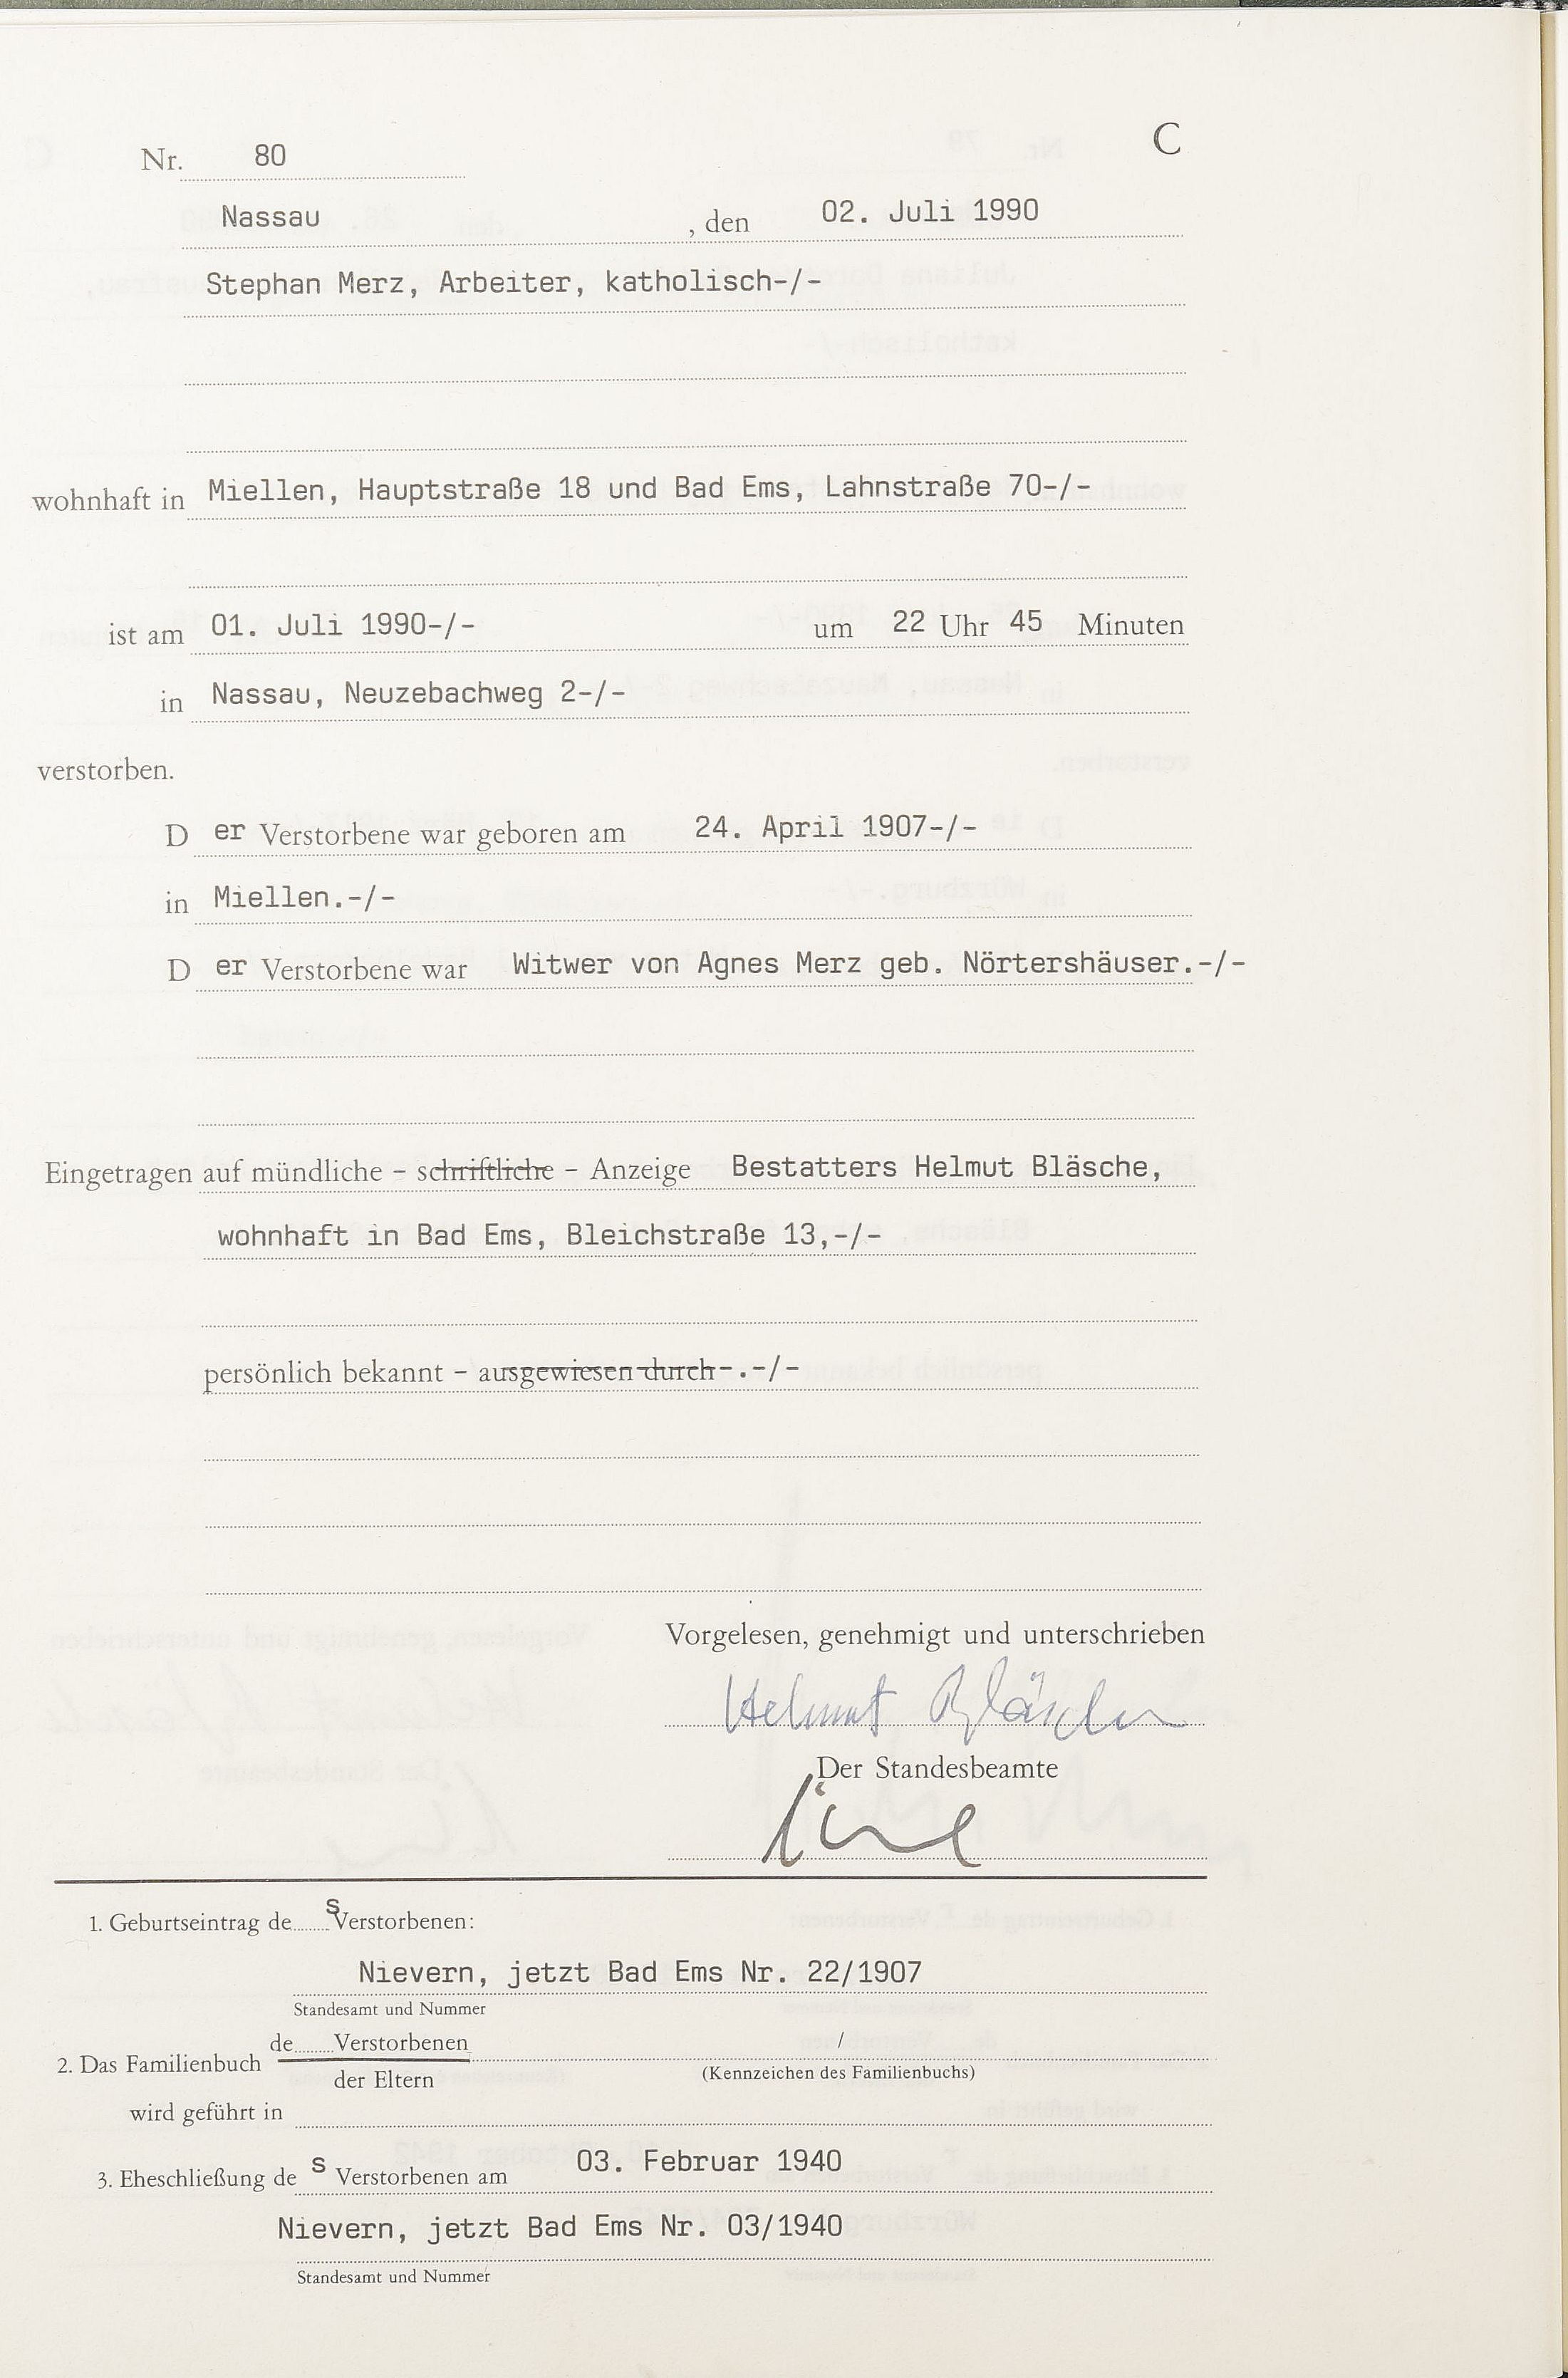 C
Nr. 80
Nassau , den 02. Juli 1990
Stephan Merz, Arbeiter, katholisch-/-
wohnhaft in Miellen, Hauptstraße 18 und Bad Ems, Lahnstraße 70-/-
ist am 01. Juli 1990-/- um 22 Uhr 45 Minuten
in Nassau, Neuzebachweg 2-/-
verstorben.
D er Verstorbene war geboren am 24. April 1907-/-
in Miellen.-/-
D er Verstorbene war Witwer von Agnes Merz geb. Nörtershäuser.-/-
Eingetragen auf mündliche – schriftliche – Anzeige Bestatters Helmut Bläsche,
wohnhaft in Bad Ems, Bleichstraße 13,-/-
persönlich bekannt – ausgewiesen durch-.-/-
Vorgelesen, genehmigt und unterschrieben
Helmut Bläsche
Der Standesbeamte
1. Geburtseintrag des Verstorbenen:
Nievern, jetzt Bad Ems Nr. 22/1907
Standesamt und Nummer
de........Verstorbenen /
2. Das Familienbuch
der Eltern (Kennzeichen des Familienbuchs)
wird geführt in
3. Eheschließung des Verstorbenen am 03. Februar 1940
Nievern, jetzt Bad Ems Nr. 03/1940
Standesamt und Nummer